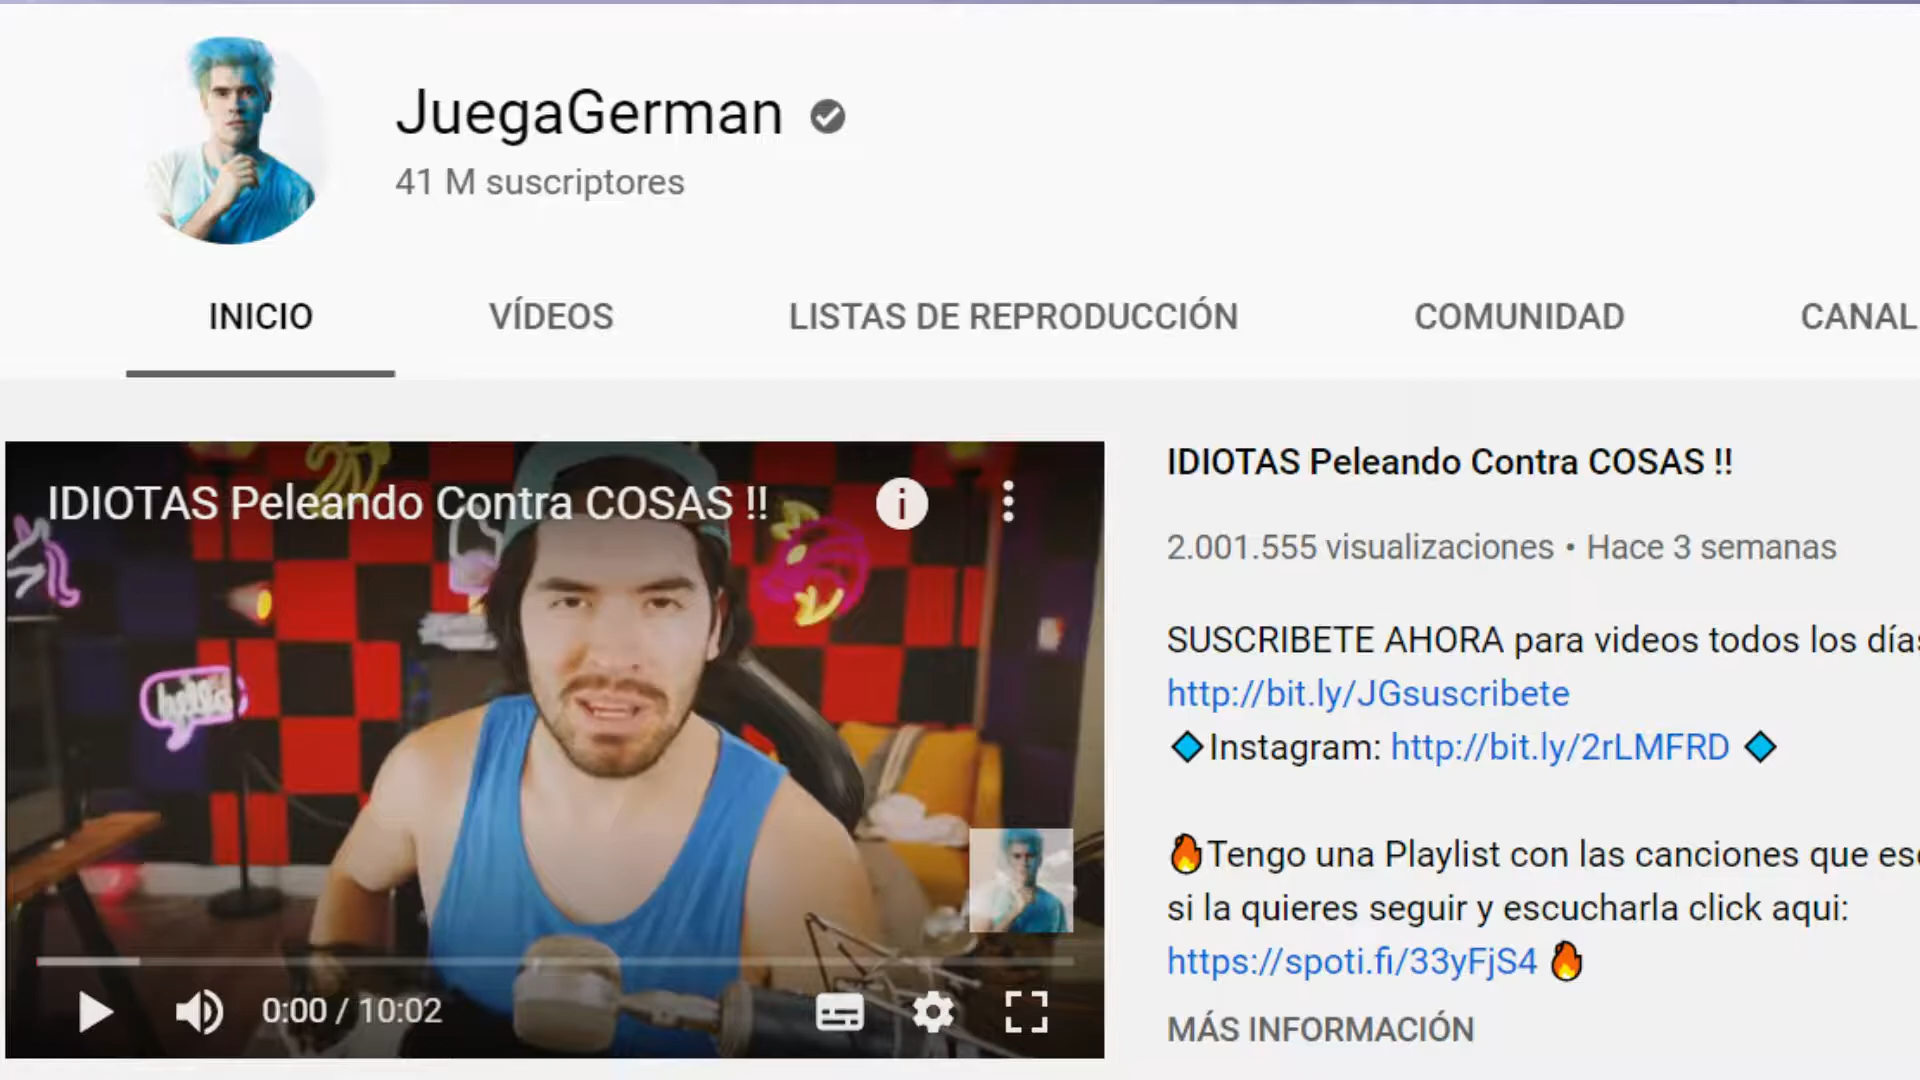 JuegaGerman
41 M suscriptores
INICIO VÍDEOS LISTAS DE REPRODUCCIÓN COMUNIDAD CANAL
IDIOTAS Peleando Contra COSAS !!
0:00 / 10:02
IDIOTAS Peleando Contra COSAS !!
2.001.555 visualizaciones • Hace 3 semanas
SUSCRIBETE AHORA para videos todos los días
http://bit.ly/JGsuscribete
Instagram: http://bit.ly/2rLMFRD
Tengo una Playlist con las canciones que
si la quieres seguir y escucharla click aqui:
https://spoti.fi/33yFjS4
MÁS INFORMACIÓN